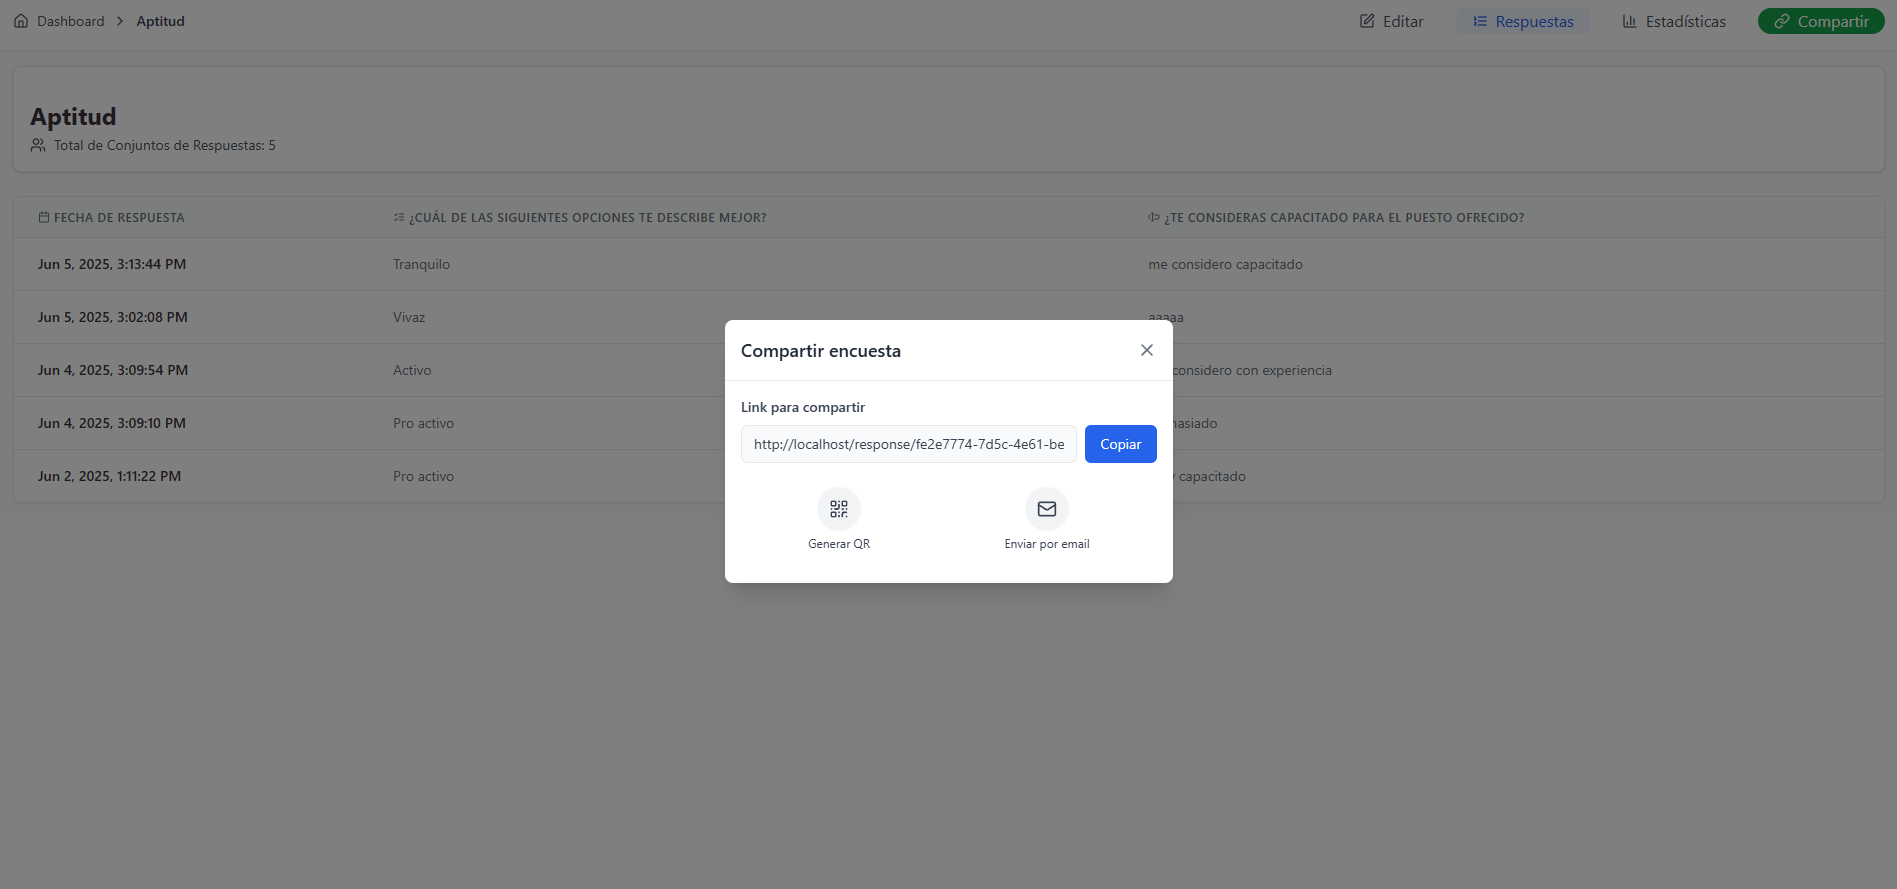 Dashboard > Aptitud
Editar
Respuestas
Estadísticas
Compartir
Aptitud
Total de Conjuntos de Respuestas: 5
FECHA DE RESPUESTA
¿CUÁL DE LAS SIGUIENTES OPCIONES TE DESCRIBE MEJOR?
¿TE CONSIDERAS CAPACITADO PARA EL PUESTO OFRECIDO?
Jun 5, 2025, 3:13:44 PM
Tranquilo
me considero capacitado
Jun 5, 2025, 3:02:08 PM
Vivaz
aaaaa
Jun 4, 2025, 3:09:54 PM
Activo
considero con experiencia
Jun 4, 2025, 3:09:10 PM
Pro activo
Jun 2, 2025, 1:11:22 PM
Pro activo
capacitado
Compartir encuesta
Link para compartir
http://localhost/response/fe2e7774-7d5c-4e61-be
Copiar
Generar QR
Enviar por email